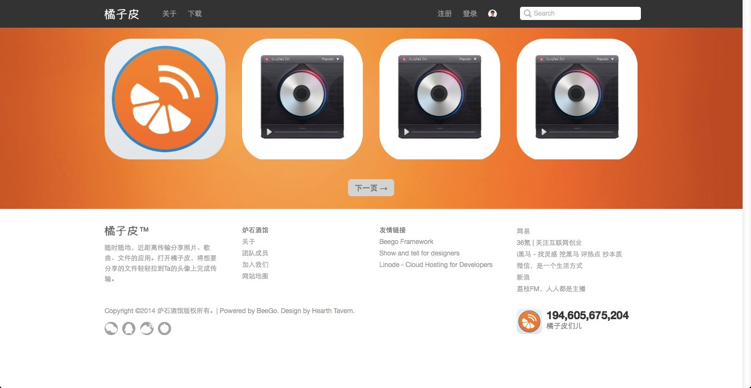 橘子皮
关于
下载
注册
登录
Search
下一页 →
橘子皮™
随时随地，近距离传输分享照片、歌
曲、文件的应用。打开橘子皮，将想要
分享的文件轻轻拉到Ta的头像上完成传
输。
炉石酒馆
关于
团队成员
加入我们
网站地图
友情链接
Beego Framework
Show and tell for designers
Linode - Cloud Hosting for Developers
网易
36氪 | 关注互联网创业
i黑马 - 找灵感 挖黑马 评热点 抄本质
微信，是一个生活方式
新浪
荔枝FM，人人都是主播
Copyright ©2014 炉石酒馆版权所有。| Powered by BeeGo. Design by Hearth Tavern.
194,605,675,204
橘子皮们儿